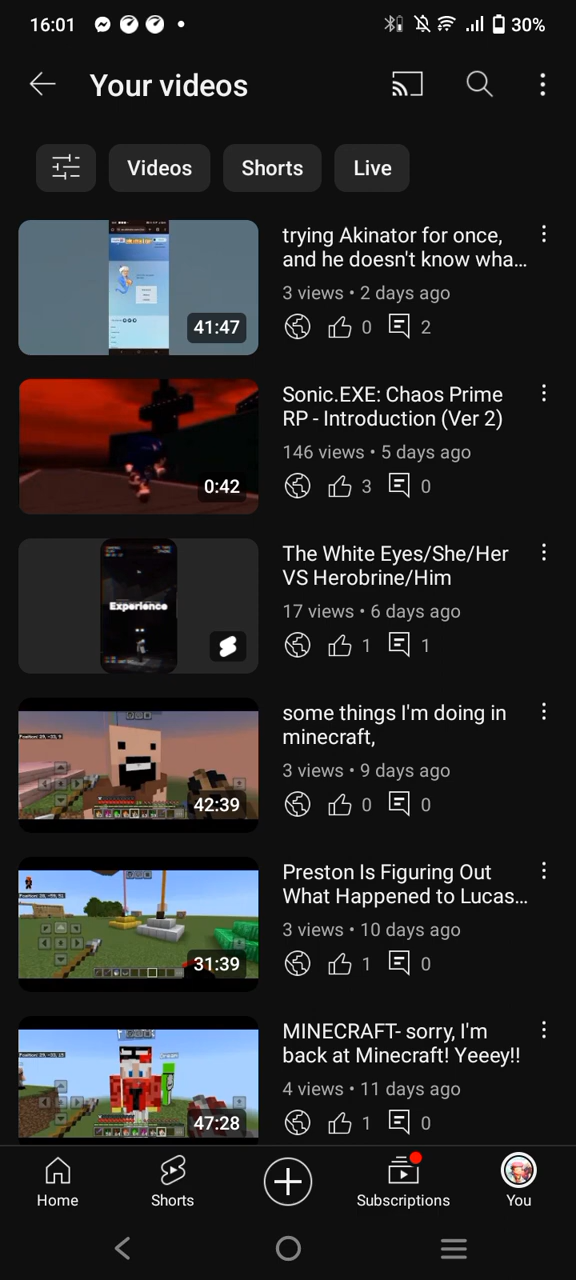 16:01
30%
Your videos
Videos
Shorts
Live
41:47
trying Akinator for once,
and he doesn't know wha…
3 views • 2 days ago
0
2
0:42
Sonic.EXE: Chaos Prime
RP - Introduction (Ver 2)
146 views • 5 days ago
3
0
Experience
The White Eyes/She/Her
VS Herobrine/Him
17 views • 6 days ago
1
1
42:39
some things I'm doing in
minecraft,
3 views • 9 days ago
0
0
31:39
Preston Is Figuring Out
What Happened to Lucas…
3 views • 10 days ago
1
0
47:28
MINECRAFT- sorry, I'm
back at Minecraft! Yeeey!!
4 views • 11 days ago
1
0
Home
Shorts
Subscriptions
You